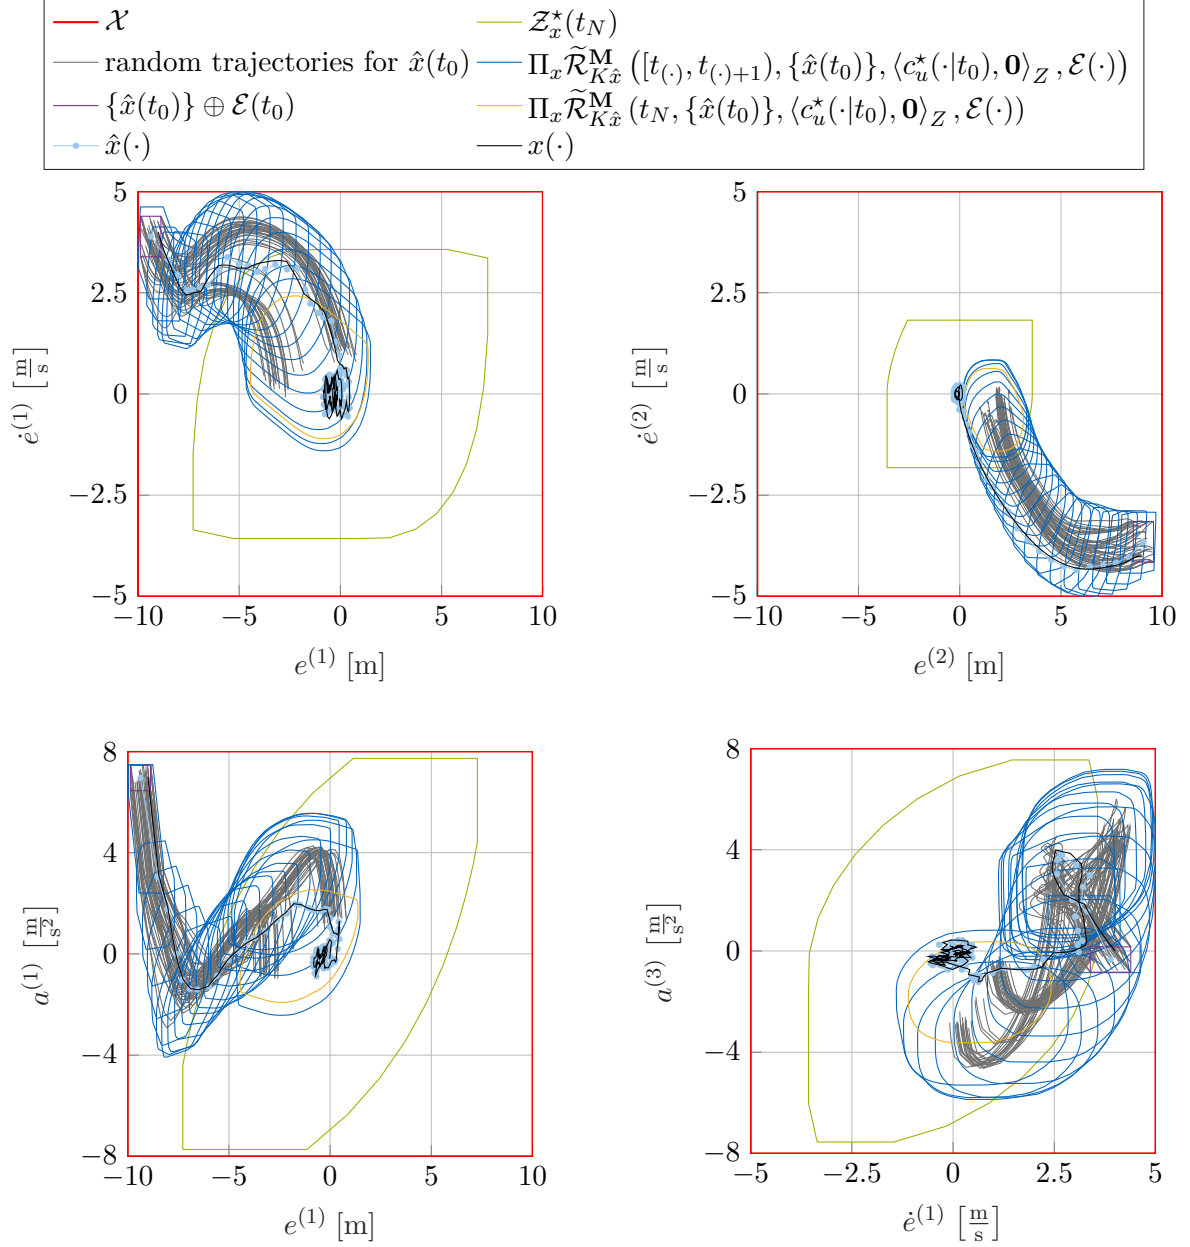 𝒳 𝒵ₓ⋆(t_N)
random trajectories for x̂(t₀) Πₓ ℛ̃^𝐌_{Kx̂} ([t_(·), t_(·)+1), {x̂(t₀)}, ⟨c_u⋆(·|t₀), 𝟎⟩_Z, ℰ(·))
{x̂(t₀)} ⊕ ℰ(t₀) Πₓ ℛ̃^𝐌_{Kx̂} (t_N, {x̂(t₀)}, ⟨c_u⋆(·|t₀), 𝟎⟩_Z, ℰ(·))
x̂(·) x(·)
5 5
2.5 2.5
0 0
−2.5 −2.5
−5 −5
ė⁽¹⁾ [m/s] ė⁽²⁾ [m/s]
−10 −5 0 5 10 −10 −5 0 5 10
e⁽¹⁾ [m] e⁽²⁾ [m]
8 8
4 4
0 0
−4 −4
−8 −8
a⁽¹⁾ [m/s²] a⁽³⁾ [m/s²]
−10 −5 0 5 10 −5 −2.5 0 2.5 5
e⁽¹⁾ [m] ė⁽¹⁾ [m/s]